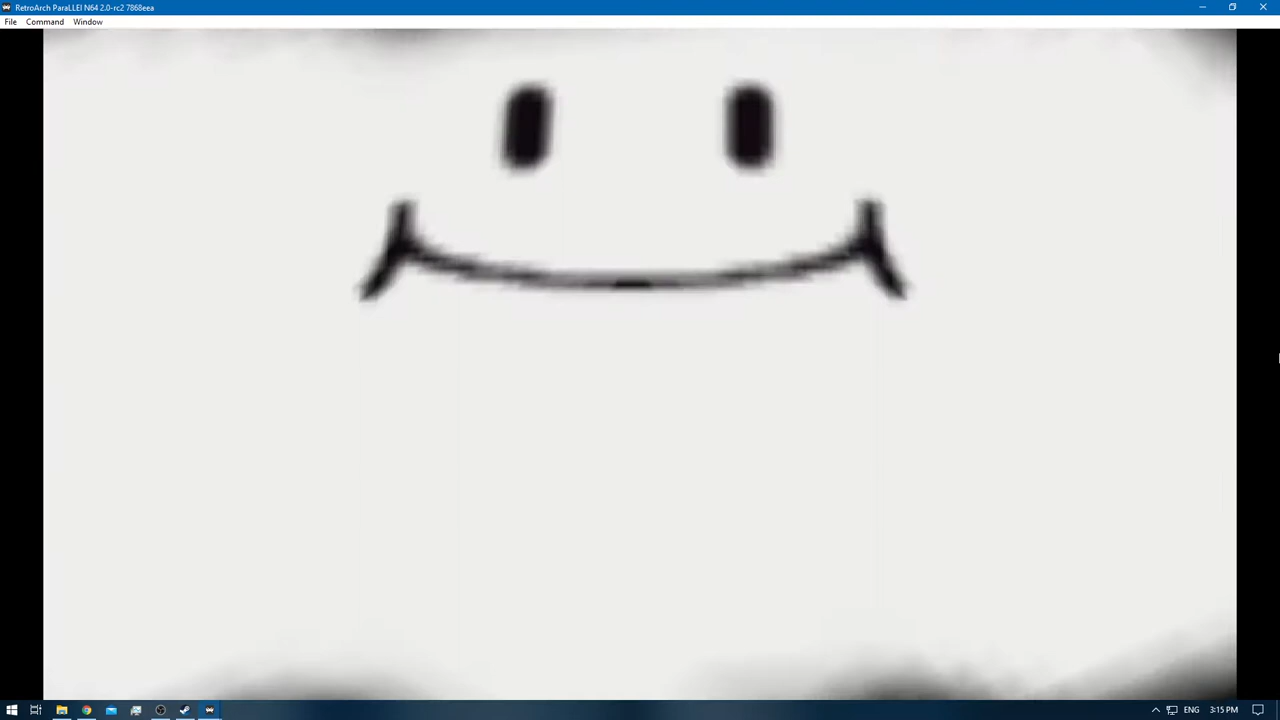 RetroArch ParaLLEl N64 2.0-rc2 7868eea
File Command Window
ENG 3:15 PM